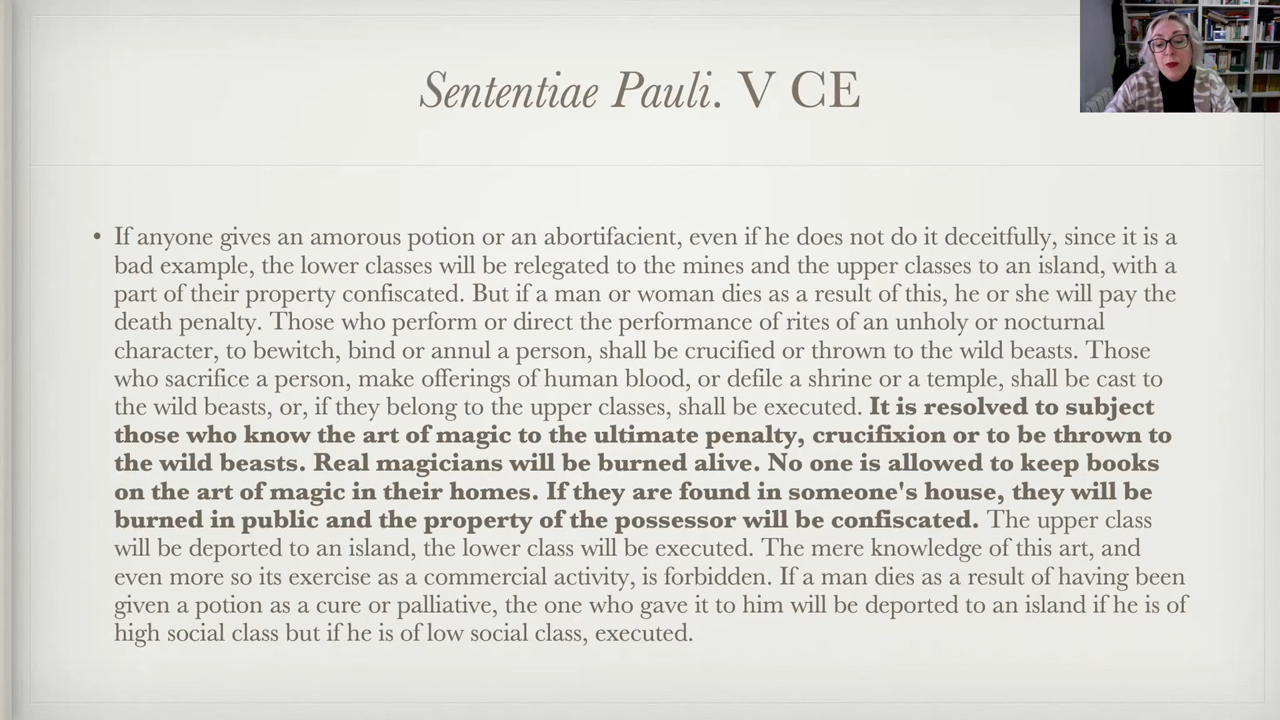 Sententiae Pauli. V CE
• If anyone gives an amorous potion or an abortifacient, even if he does not do it deceitfully, since it is a
bad example, the lower classes will be relegated to the mines and the upper classes to an island, with a
part of their property confiscated. But if a man or woman dies as a result of this, he or she will pay the
death penalty. Those who perform or direct the performance of rites of an unholy or nocturnal
character, to bewitch, bind or annul a person, shall be crucified or thrown to the wild beasts. Those
who sacrifice a person, make offerings of human blood, or defile a shrine or a temple, shall be cast to
the wild beasts, or, if they belong to the upper classes, shall be executed. It is resolved to subject
those who know the art of magic to the ultimate penalty, crucifixion or to be thrown to
the wild beasts. Real magicians will be burned alive. No one is allowed to keep books
on the art of magic in their homes. If they are found in someone's house, they will be
burned in public and the property of the possessor will be confiscated. The upper class
will be deported to an island, the lower class will be executed. The mere knowledge of this art, and
even more so its exercise as a commercial activity, is forbidden. If a man dies as a result of having been
given a potion as a cure or palliative, the one who gave it to him will be deported to an island if he is of
high social class but if he is of low social class, executed.